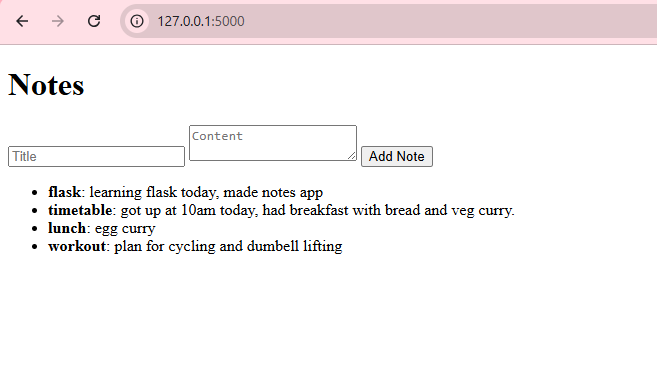 127.0.0.1:5000
Notes
Title
Content
Add Note
flask: learning flask today, made notes app
timetable: got up at 10am today, had breakfast with bread and veg curry.
lunch: egg curry
workout: plan for cycling and dumbell lifting